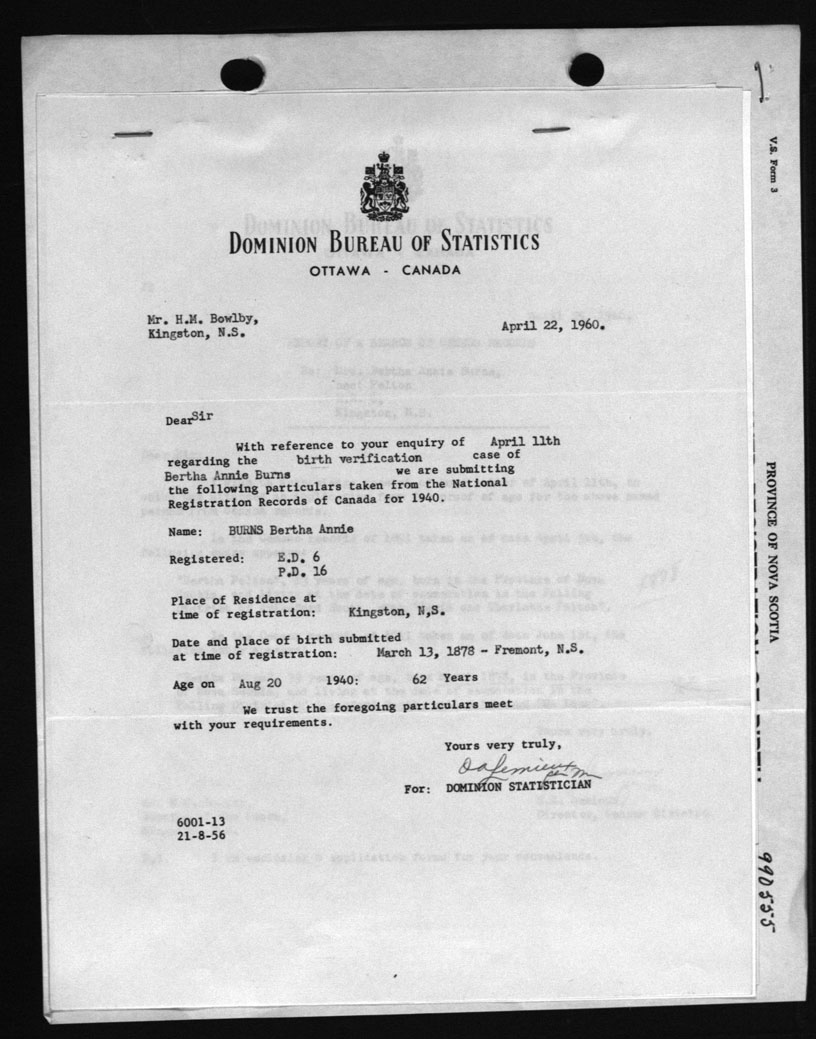 DOMINION BUREAU OF STATISTICS
OTTAWA - CANADA
Mr. H.M. Bowlby,
Kingston, N.S.
April 22, 1960.
Dear Sir
With reference to your enquiry of April 11th
regarding the birth verification case of
Bertha Annie Burns we are submitting
the following particulars taken from the National
Registration Records of Canada for 1940.
Name: BURNS Bertha Annie
Registered: E.D. 6
P.D. 16
Place of Residence at
time of registration: Kingston, N,S.
Date and place of birth submitted
at time of registration: March 13, 1878 - Fremont, N.S.
Age on Aug 20 1940: 62 Years
We trust the foregoing particulars meet
with your requirements.
Yours very truly,
For: DOMINION STATISTICIAN
6001-13
21-8-56
V.S. Form 3
PROVINCE OF NOVA SCOTIA
990555